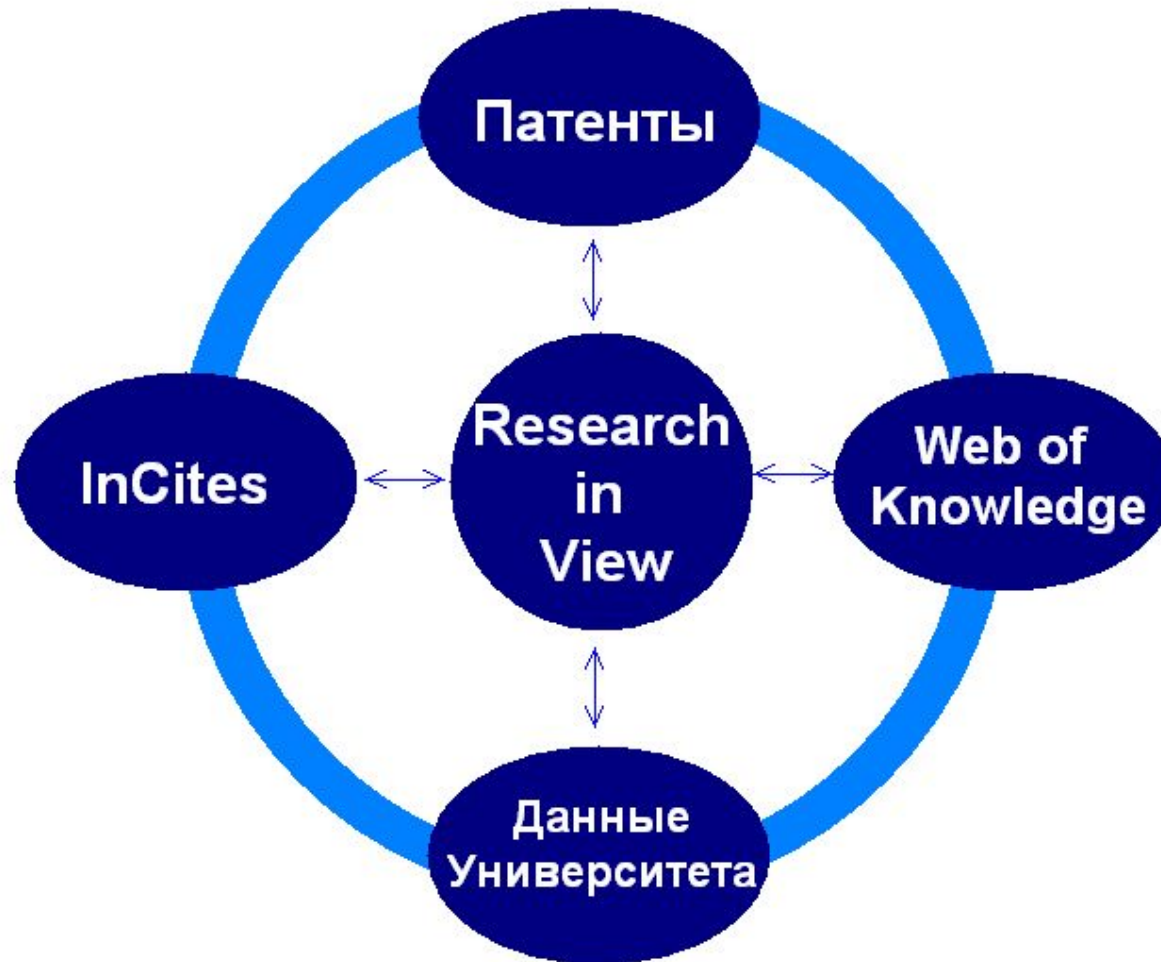 Патенты
InCites
Research
in
View
Web of
Knowledge
Данные
Университета